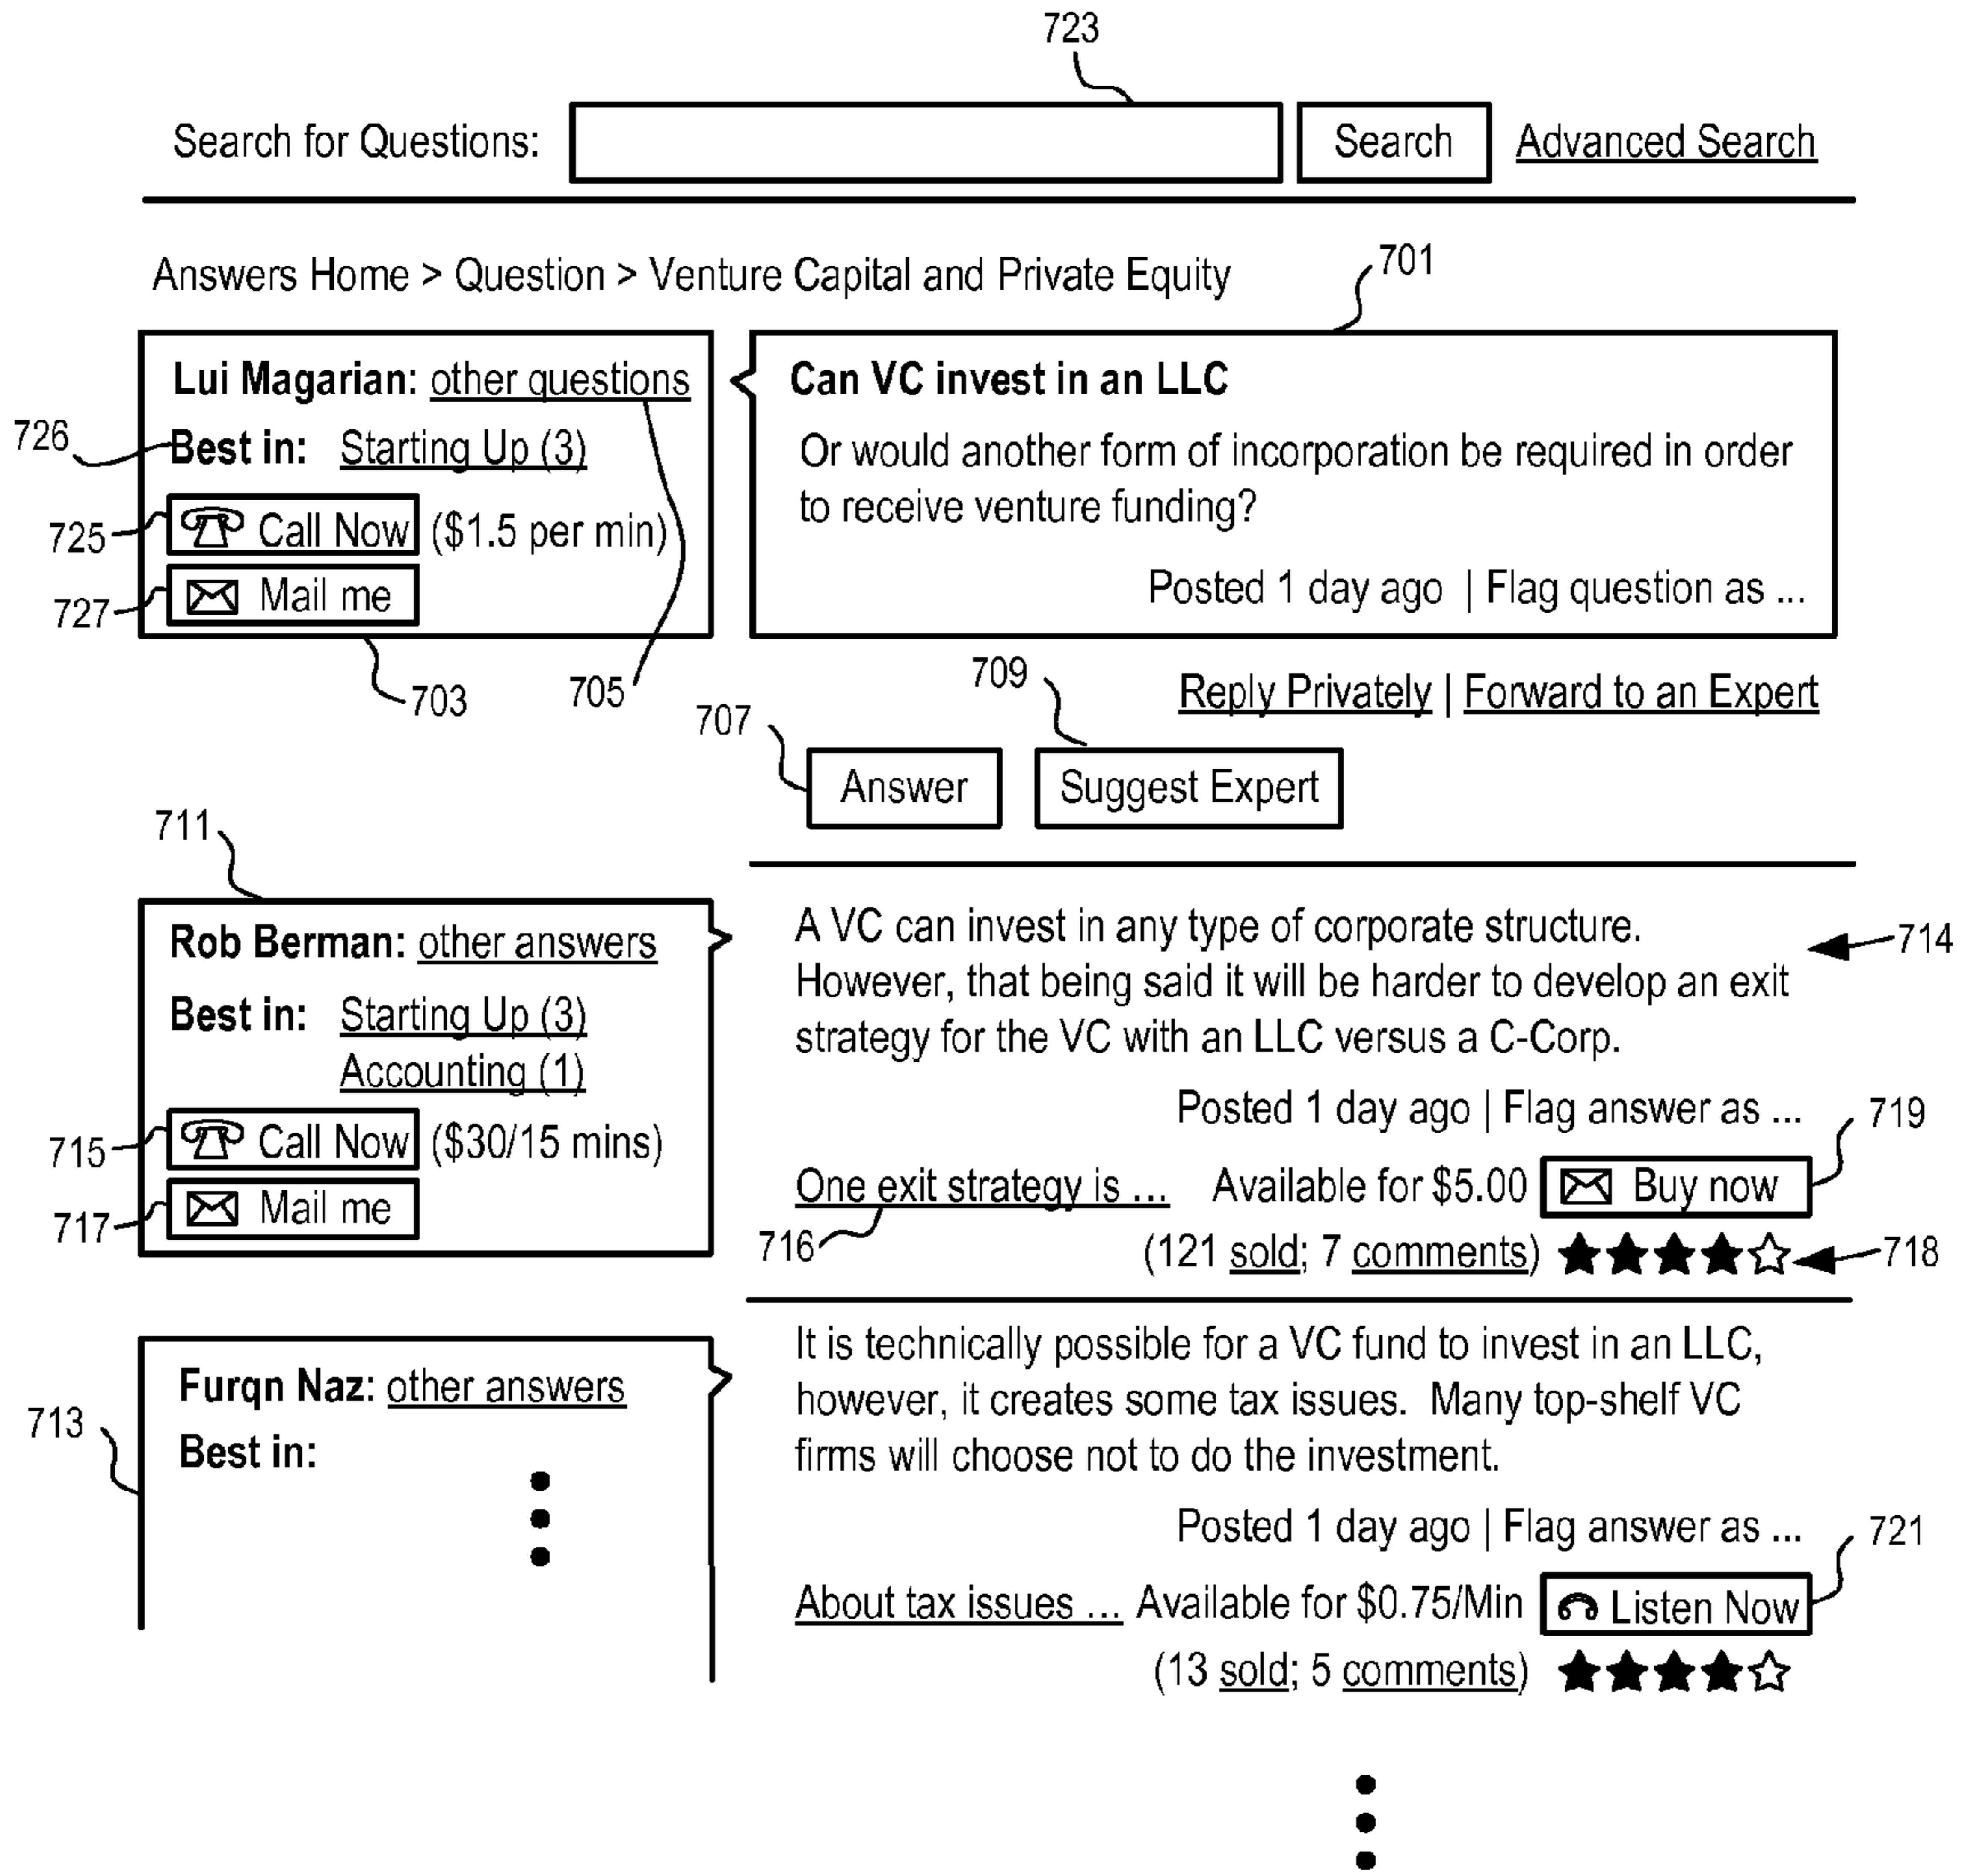 723
Search for Questions: Search Advanced Search
Answers Home > Question > Venture Capital and Private Equity
701
Lui Magarian: other questions
726
Best in: Starting Up (3)
725
Call Now ($1.5 per min)
727
Mail me
703
705
Can VC invest in an LLC
Or would another form of incorporation be required in order
to receive venture funding?
Posted 1 day ago | Flag question as ...
709
Reply Privately | Forward to an Expert
707
Answer Suggest Expert
711
Rob Berman: other answers
Best in: Starting Up (3)
Accounting (1)
715
Call Now ($30/15 mins)
717
Mail me
A VC can invest in any type of corporate structure.
714
However, that being said it will be harder to develop an exit
strategy for the VC with an LLC versus a C-Corp.
Posted 1 day ago | Flag answer as ...
719
One exit strategy is ... Available for $5.00 Buy now
716
(121 sold; 7 comments)
718
Furqn Naz: other answers
713
Best in:
It is technically possible for a VC fund to invest in an LLC,
however, it creates some tax issues. Many top-shelf VC
firms will choose not to do the investment.
Posted 1 day ago | Flag answer as ...
721
About tax issues ... Available for $0.75/Min Listen Now
(13 sold; 5 comments)